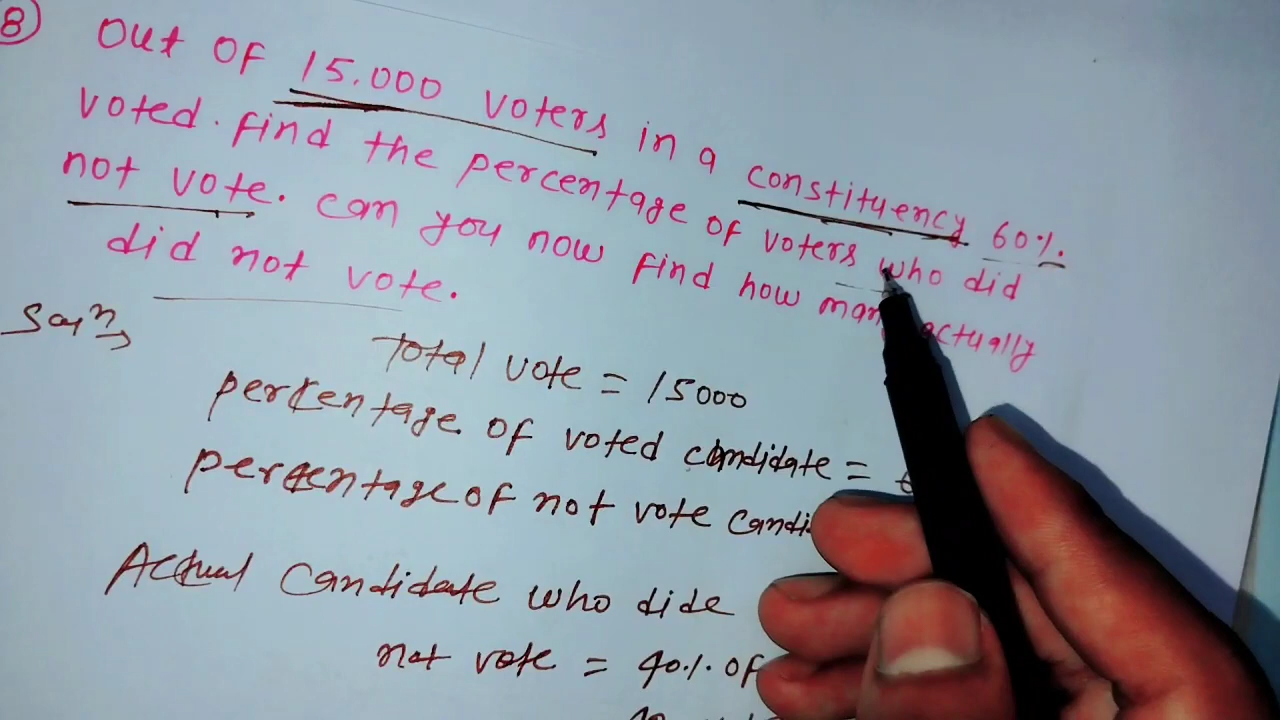 8
Out OF 15.000 voters in a constituency 60%.
voted. find the percentage of voters who did
not vote. can you now find how many actually
did not vote.
Total vote = 15000
percentage of voted candidate =
percentage of not vote
Actual Candidate who dide
not vote = 40% OF